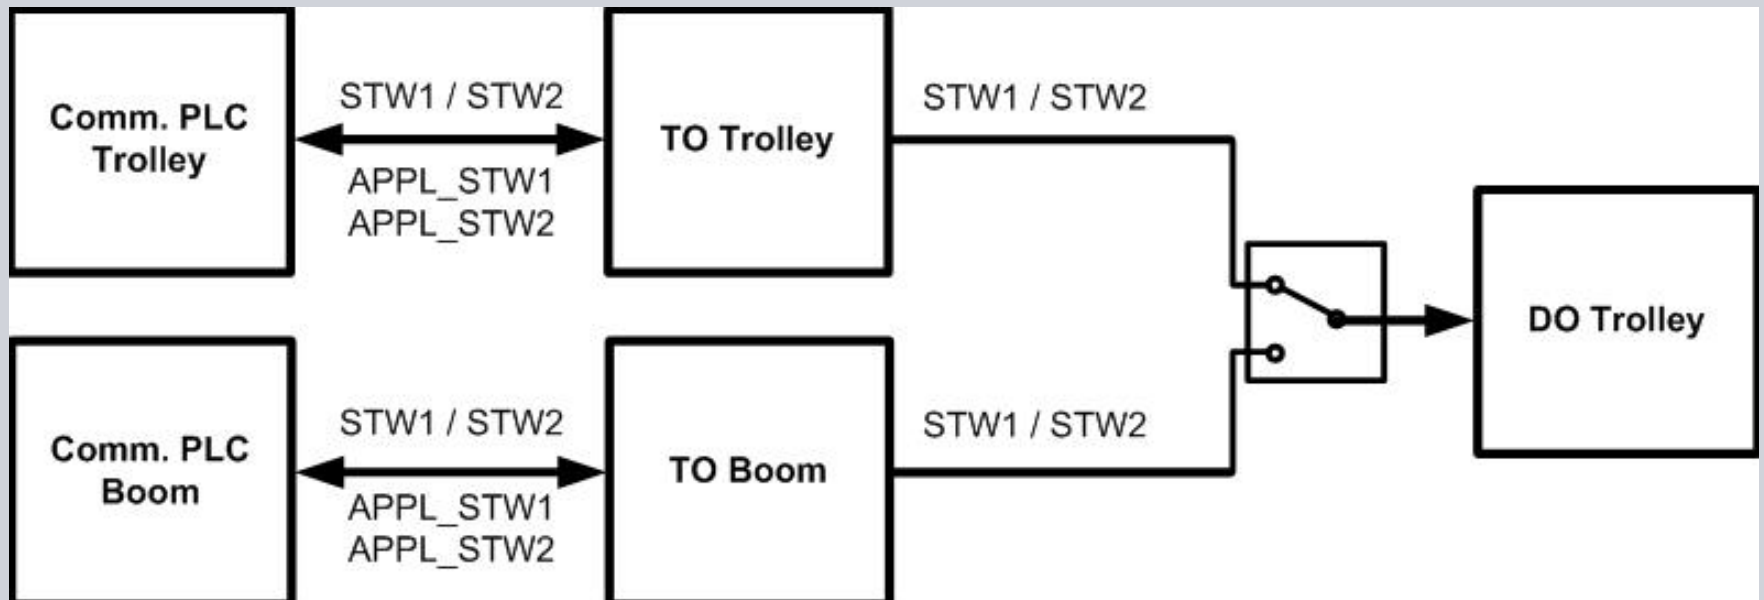 Comm. PLC
Trolley
STW1 / STW2
APPL_STW1
APPL_STW2
TO Trolley
STW1 / STW2
DO Trolley
Comm. PLC
Boom
STW1 / STW2
APPL_STW1
APPL_STW2
TO Boom
STW1 / STW2